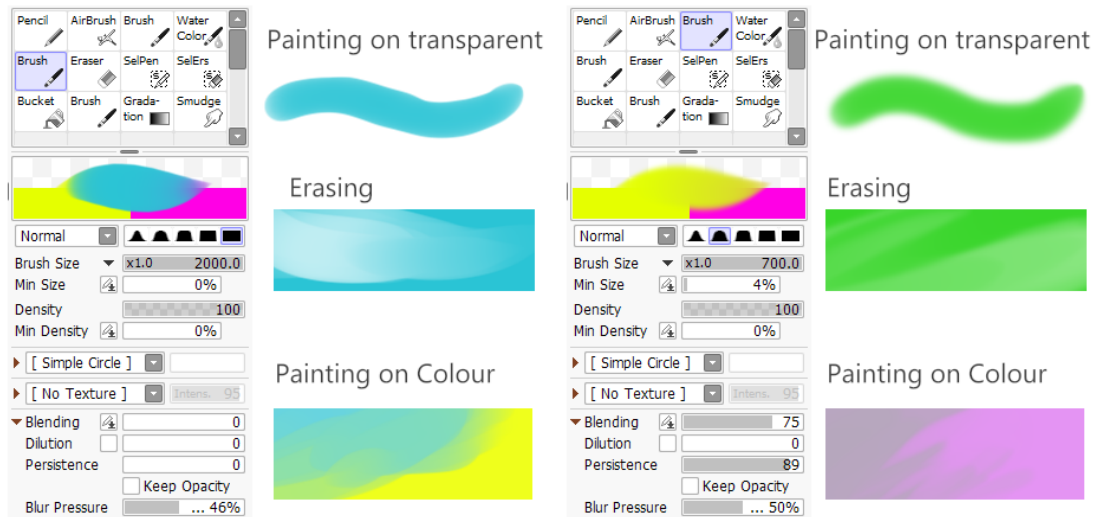 Pencil AirBrush Brush Water Color
Brush Eraser SelPen SelErs
Bucket Brush Grada-tion Smudge
Normal
Brush Size x1.0 2000.0
Min Size 0%
Density 100
Min Density 0%
[ Simple Circle ]
[ No Texture ] Intens. 95
Blending 0
Dilution 0
Persistence 0
Keep Opacity
Blur Pressure ... 46%
Painting on transparent
Erasing
Painting on Colour
Pencil AirBrush Brush Water Color
Brush Eraser SelPen SelErs
Bucket Brush Grada-tion Smudge
Normal
Brush Size x1.0 700.0
Min Size 4%
Density 100
Min Density 0%
[ Simple Circle ]
[ No Texture ] Intens. 95
Blending 75
Dilution 0
Persistence 89
Keep Opacity
Blur Pressure ... 50%
Painting on transparent
Erasing
Painting on Colour